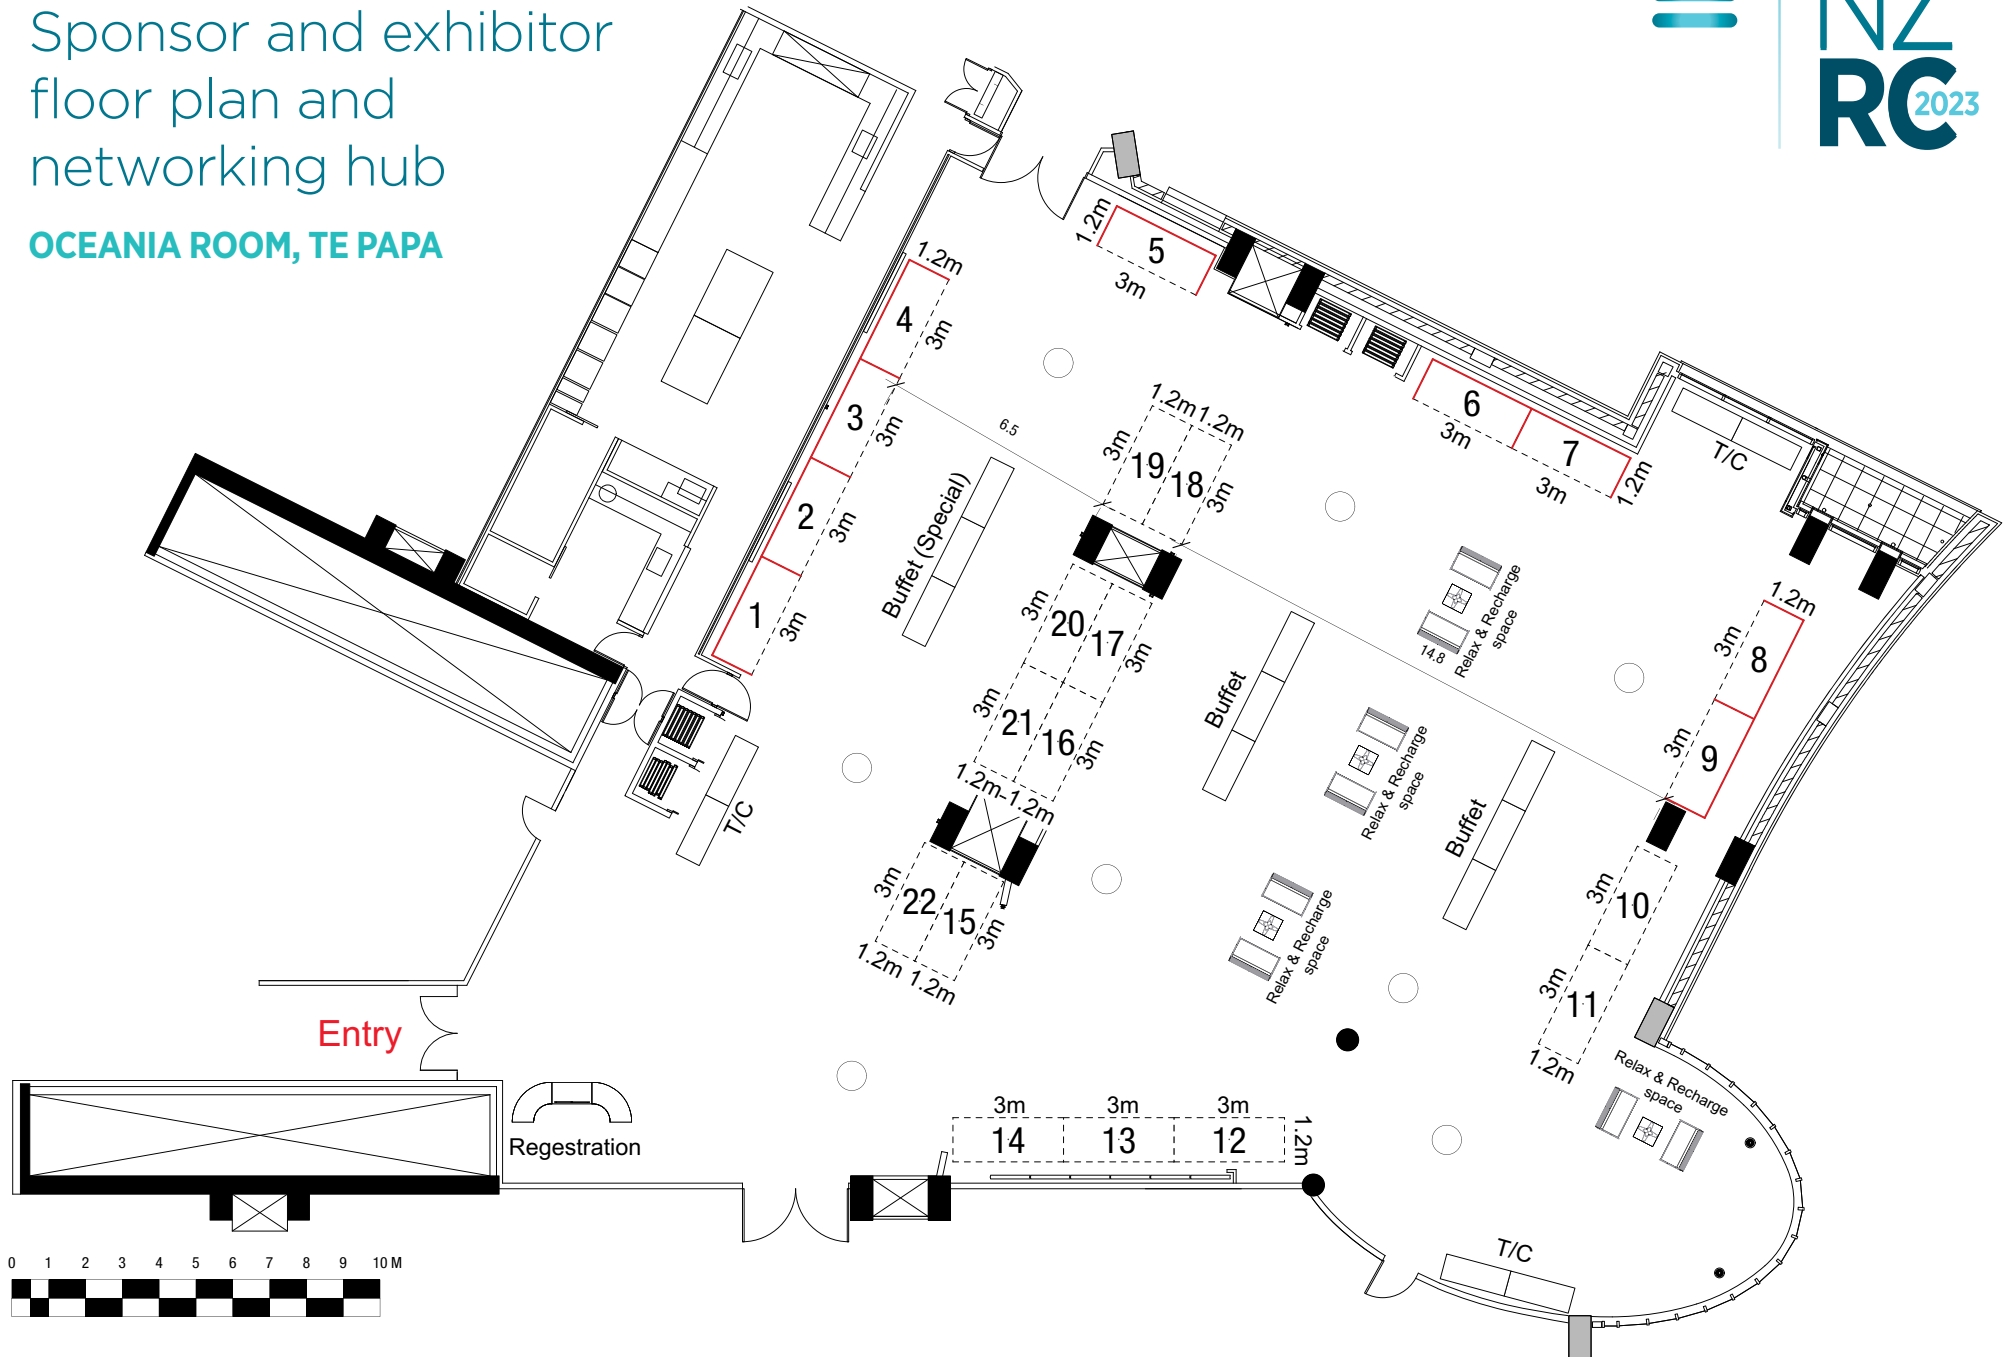 Sponsor and exhibitor
floor plan and
networking hub
OCEANIA ROOM, TE PAPA
NZ
RC 2023
1.2m
5
3m
1.2m
4
3m
3
3m
2
3m
1
3m
6.5
Buffet (Special)
1.2m 1.2m
3m
19
18
3m
6
3m
7
3m
1.2m
T/C
3m
20
17
3m
3m
21
16
3m
1.2m-1.2m
3m
22
15
3m
1.2m 1.2m
Buffet
Buffet
14.8
Relax & Recharge
space
Relax & Recharge
space
Relax & Recharge
space
1.2m
3m
8
3m
9
3m
10
3m
11
1.2m
Relax & Recharge
space
T/C
Entry
Regestration
3m
3m
3m
14
13
12
1.2m
T/C
0 1 2 3 4 5 6 7 8 9 10 M